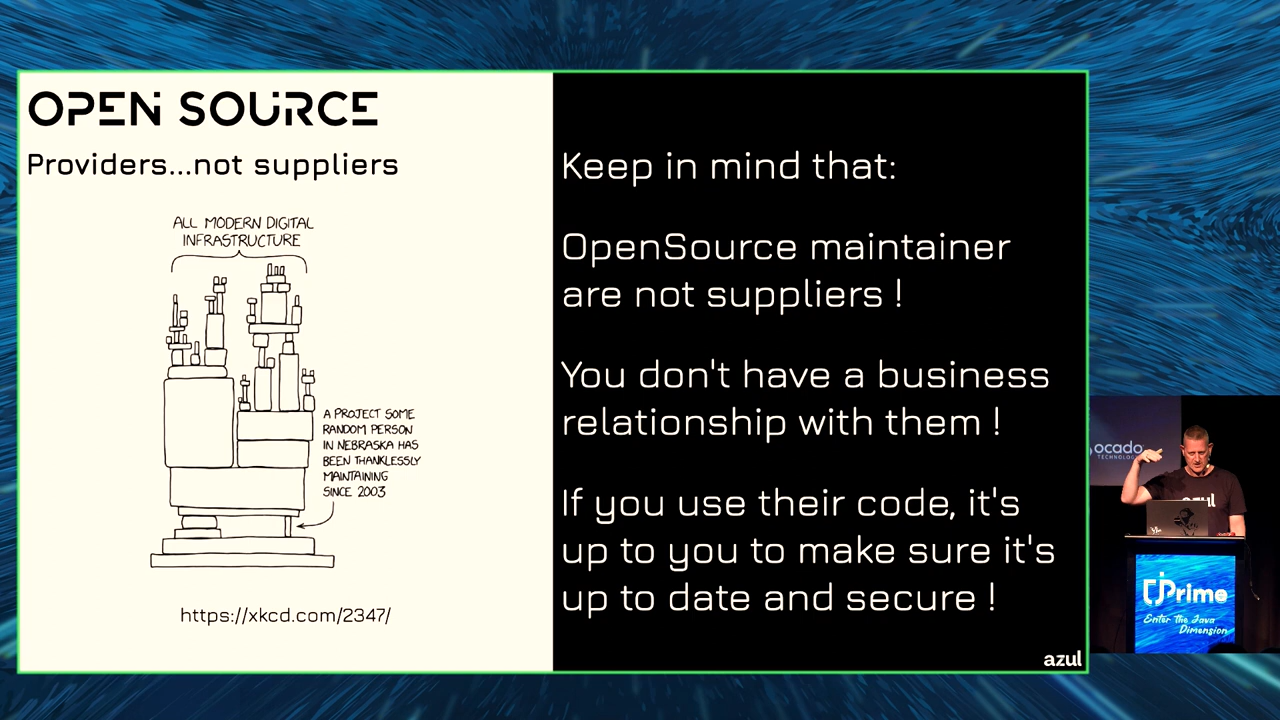 OPEN SOURCE
Providers...not suppliers
ALL MODERN DIGITAL
INFRASTRUCTURE
A PROJECT SOME
RANDOM PERSON
IN NEBRASKA HAS
BEEN THANKLESSLY
MAINTAINING
SINCE 2003
https://xkcd.com/2347/
Keep in mind that:
OpenSource maintainer
are not suppliers !
You don't have a business
relationship with them !
If you use their code, it's
up to you to make sure it's
up to date and secure !
azul
ocado
TECHNOLOGY
azul
jPrime
Enter the Java
Dimension